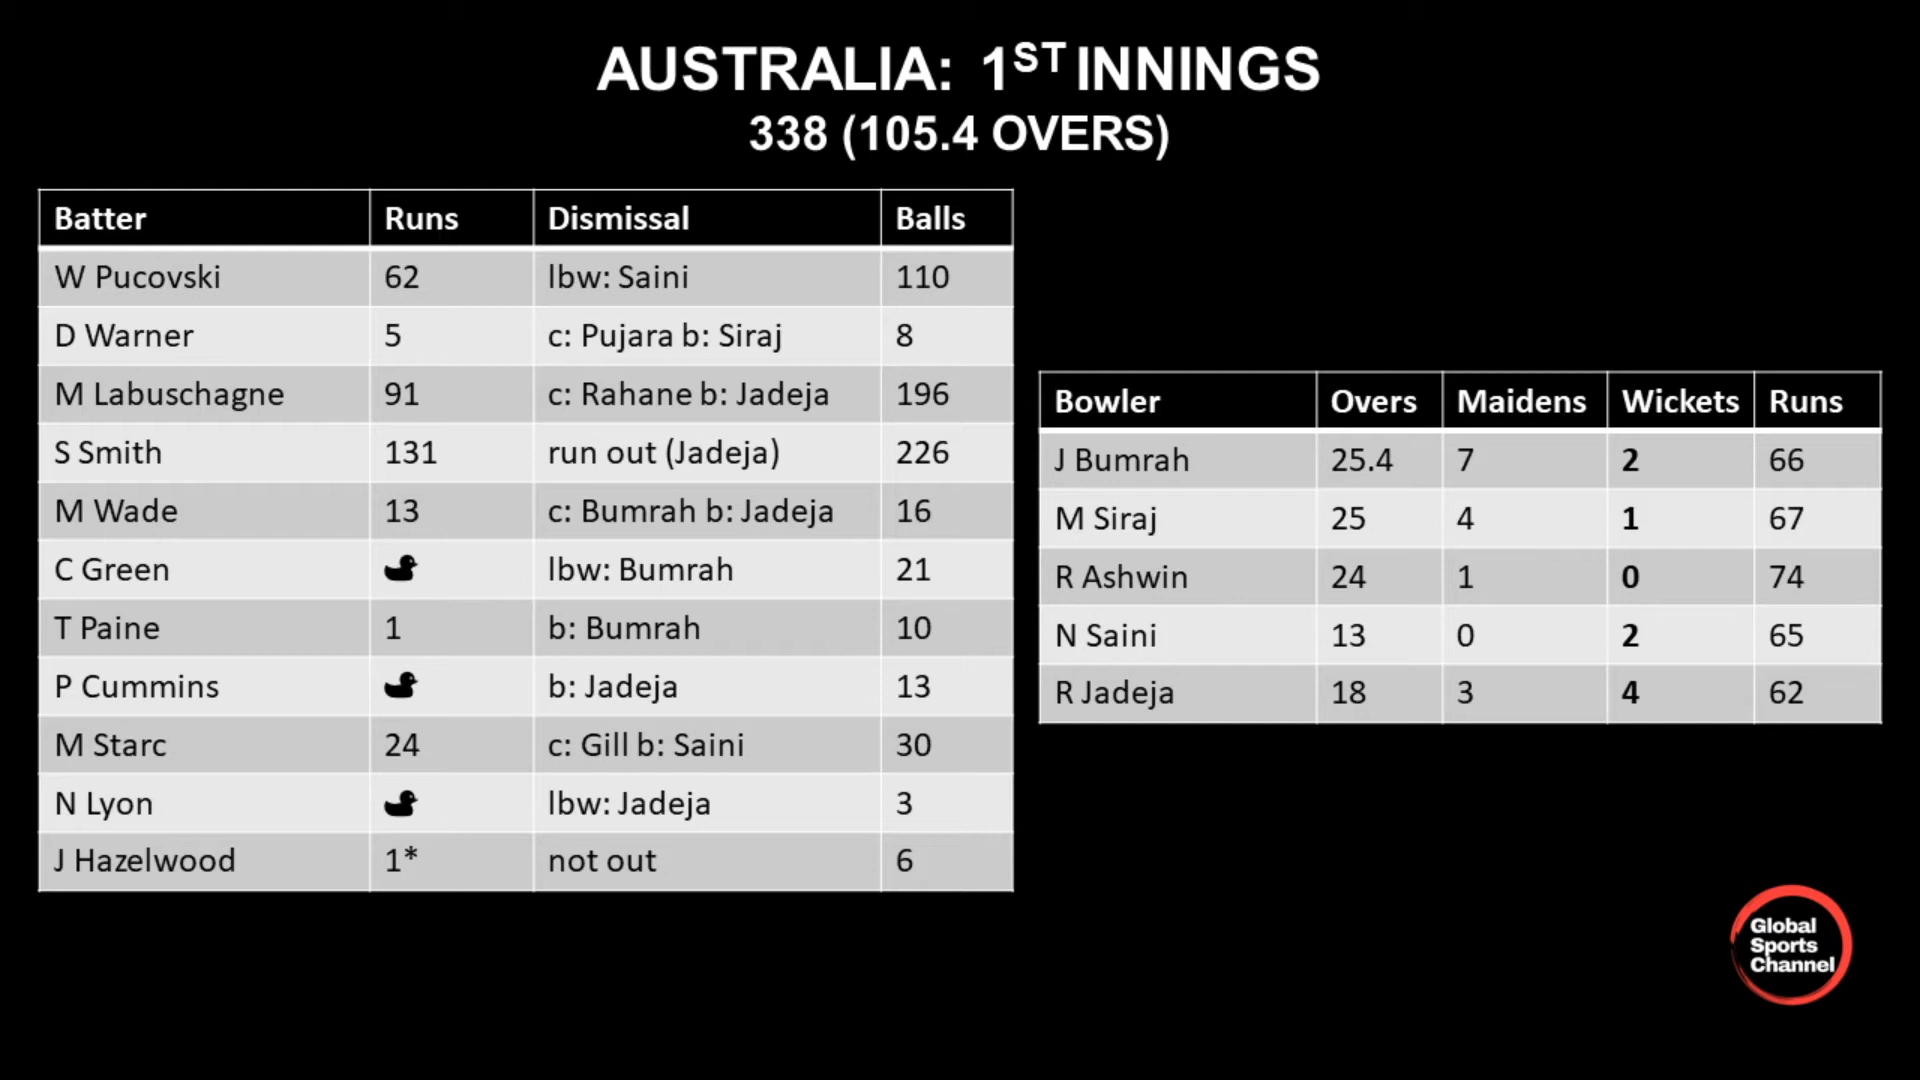 AUSTRALIA: 1ST INNINGS
338 (105.4 OVERS)
Batter Runs Dismissal Balls
W Pucovski 62 lbw: Saini 110
D Warner 5 c: Pujara b: Siraj 8
M Labuschagne 91 c: Rahane b: Jadeja 196
S Smith 131 run out (Jadeja) 226
M Wade 13 c: Bumrah b: Jadeja 16
C Green lbw: Bumrah 21
T Paine 1 b: Bumrah 10
P Cummins b: Jadeja 13
M Starc 24 c: Gill b: Saini 30
N Lyon lbw: Jadeja 3
J Hazelwood 1* not out 6
Bowler Overs Maidens Wickets Runs
J Bumrah 25.4 7 2 66
M Siraj 25 4 1 67
R Ashwin 24 1 0 74
N Saini 13 0 2 65
R Jadeja 18 3 4 62
Global
Sports
Channel